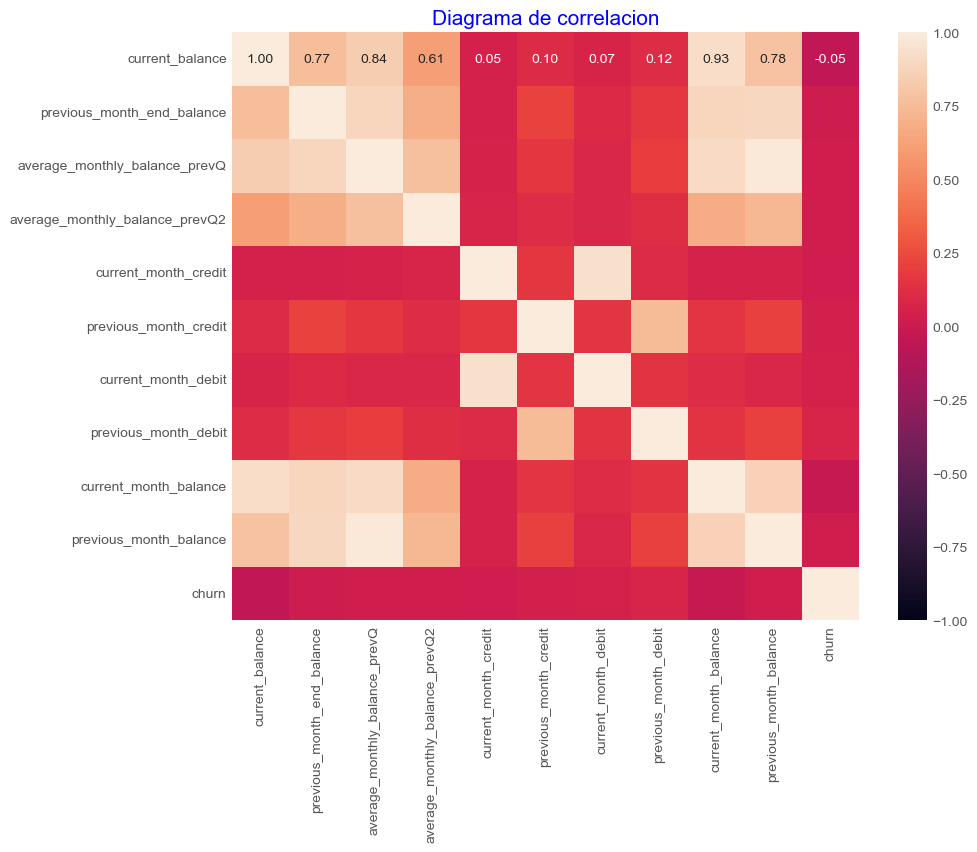 Diagrama de correlacion
current_balance 1.00 0.77 0.84 0.61 0.05 0.10 0.07 0.12 0.93 0.78 -0.05
previous_month_end_balance
average_monthly_balance_prevQ
average_monthly_balance_prevQ2
current_month_credit
previous_month_credit
current_month_debit
previous_month_debit
current_month_balance
previous_month_balance
churn
current_balance
previous_month_end_balance
average_monthly_balance_prevQ
average_monthly_balance_prevQ2
current_month_credit
previous_month_credit
current_month_debit
previous_month_debit
current_month_balance
previous_month_balance
churn
1.00
0.75
0.50
0.25
0.00
−0.25
−0.50
−0.75
−1.00